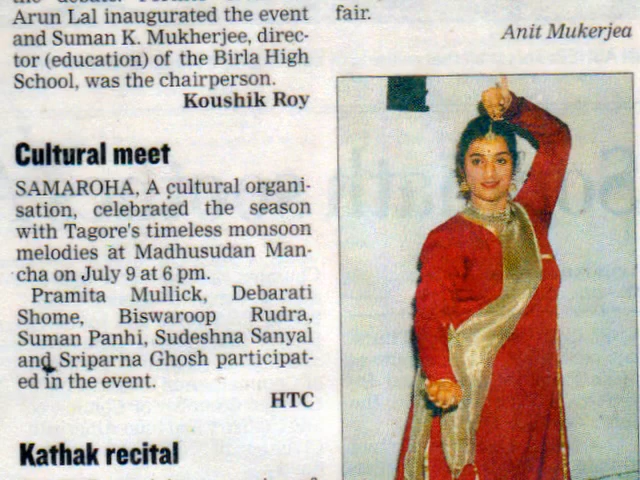 Arun Lal inaugurated the event
and Suman K. Mukherjee, direc-
tor (education) of the Birla High
School, was the chairperson.
Koushik Roy
Cultural meet
SAMAROHA, A cultural organi-
sation, celebrated the season
with Tagore's timeless monsoon
melodies at Madhusudan Man-
cha on July 9 at 6 pm.
Pramita Mullick, Debarati
Shome, Biswaroop Rudra,
Suman Panhi, Sudeshna Sanyal
and Sriparna Ghosh participat-
ed in the event.
HTC
Kathak recital
fair.
Anit Mukerjea